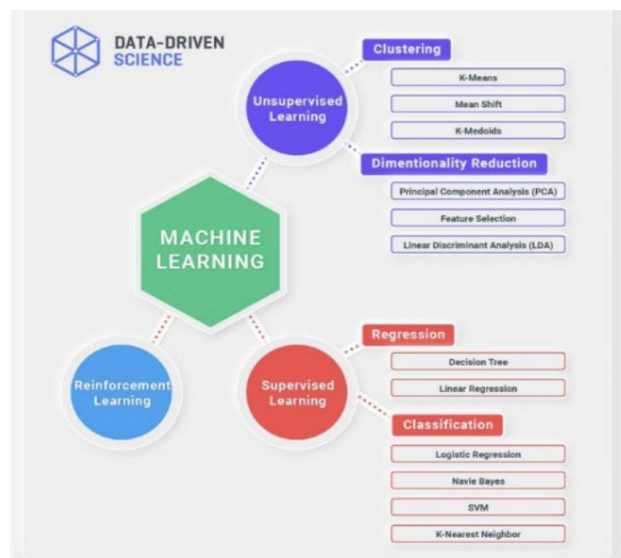 DATA-DRIVEN
SCIENCE
Clustering
K-Means
Mean Shift
K-Medoids
Unsupervised
Learning
Dimentionality Reduction
Principal Component Analysis (PCA)
Feature Selection
Linear Discriminant Analysis (LDA)
MACHINE
LEARNING
Reinforcement
Learning
Supervised
Learning
Regression
Decision Tree
Linear Regression
Classification
Logistic Regression
Navie Bayes
SVM
K-Nearest Neighbor